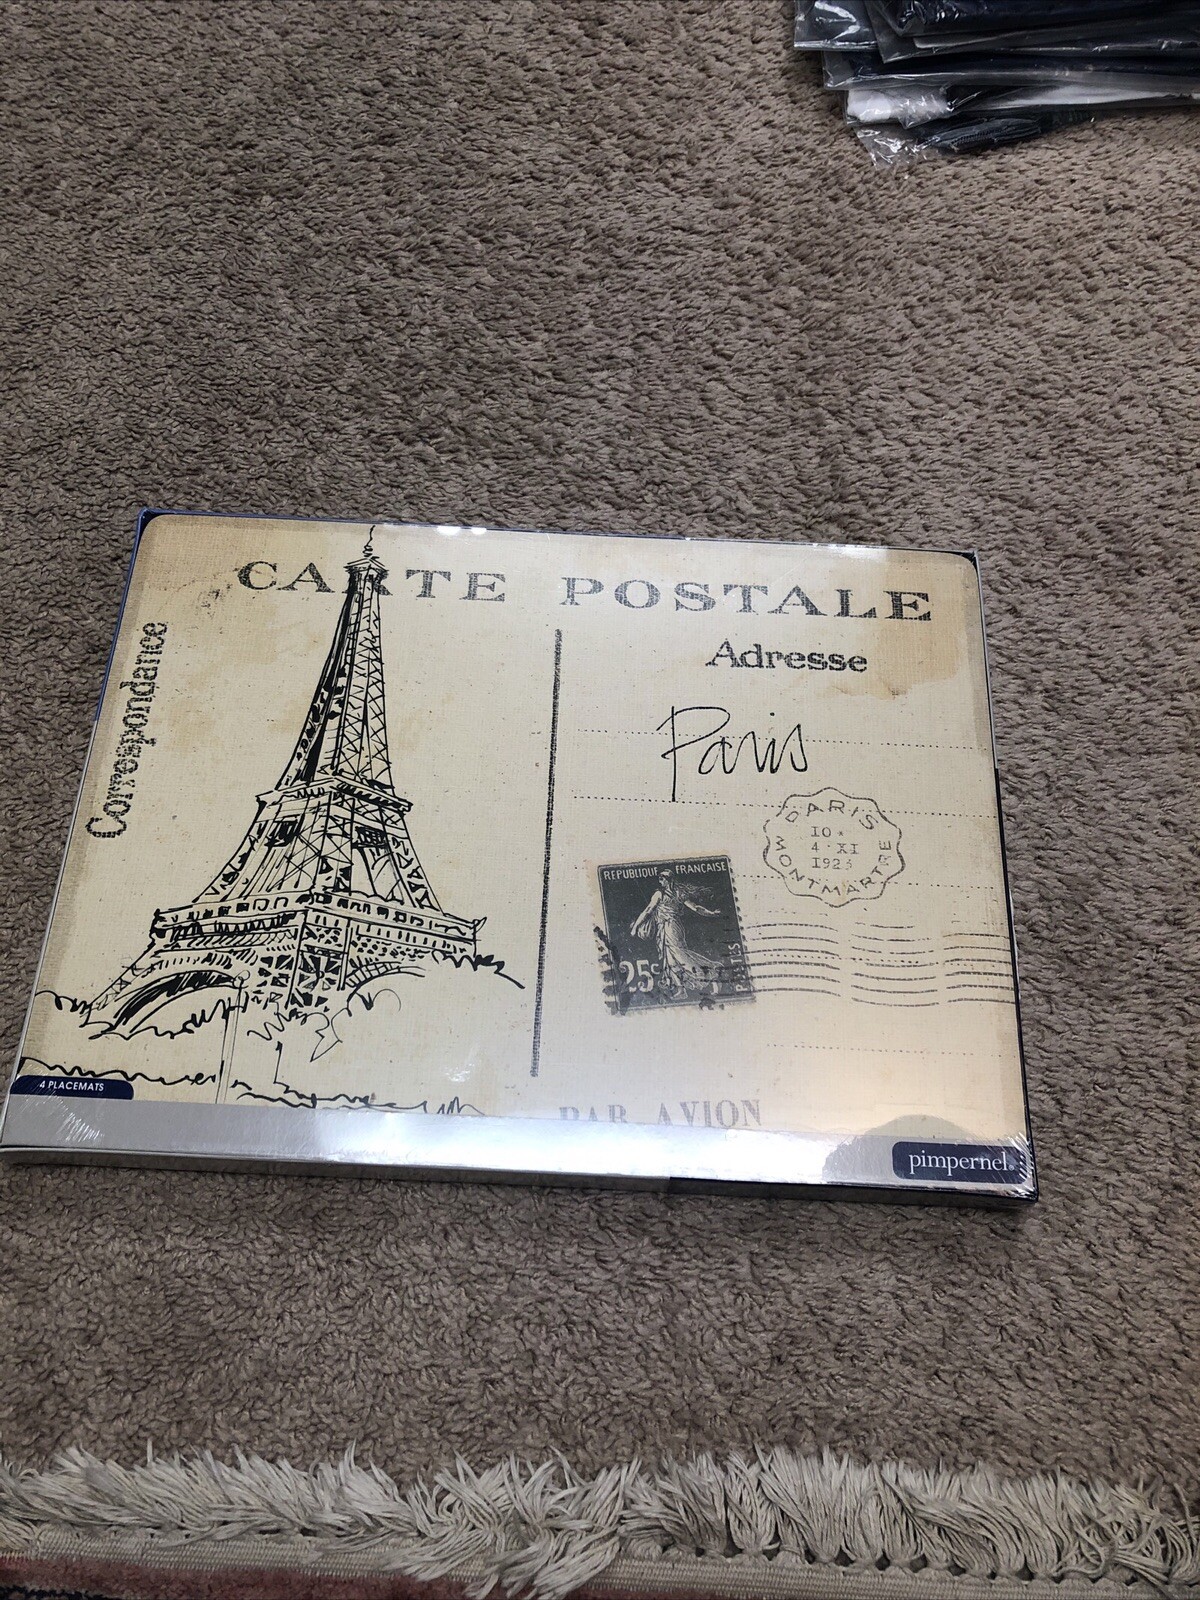 CARTE POSTALE
Correspondance
Adresse
Paris
PARIS
10*
4·XI
1923
MONTMARTRE
REPUBLIQUE FRANCAISE
25c
POSTES
PAR AVION
4 PLACEMATS
pimpernel®